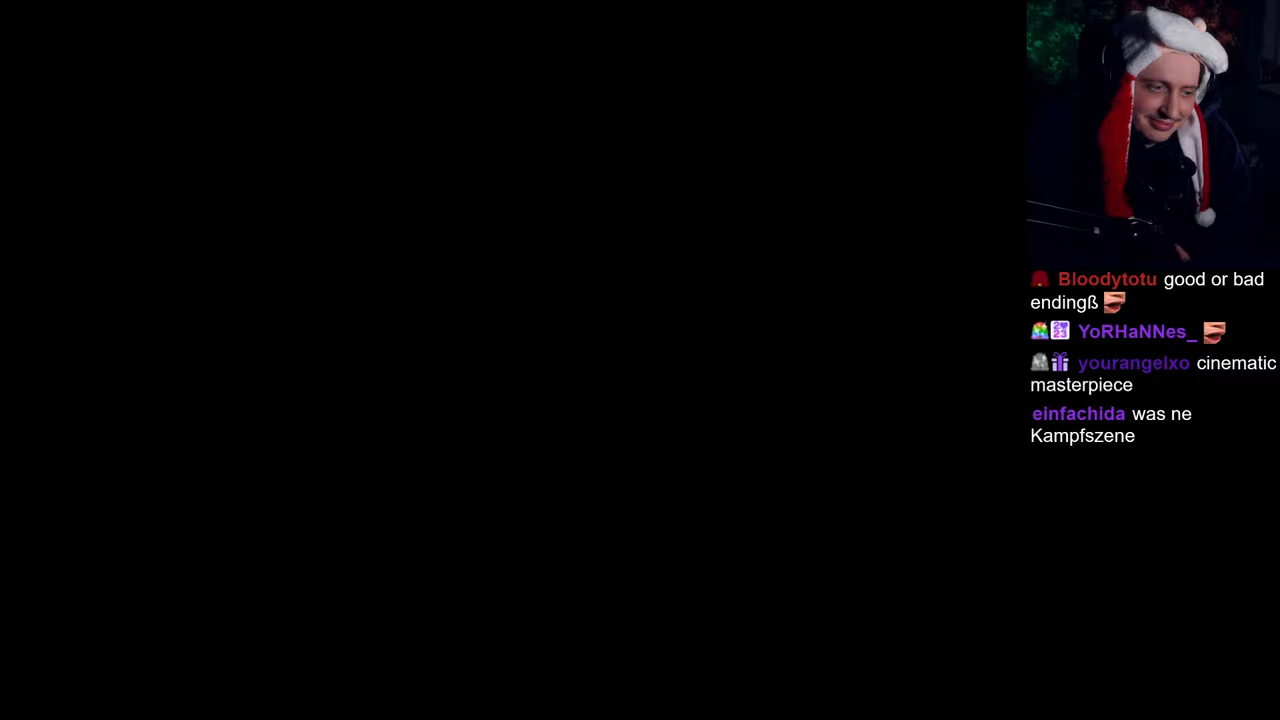 Bloodytotu good or bad
endingß
YoRHaNNes_
yourangelxo cinematic
masterpiece
einfachida was ne
Kampfszene